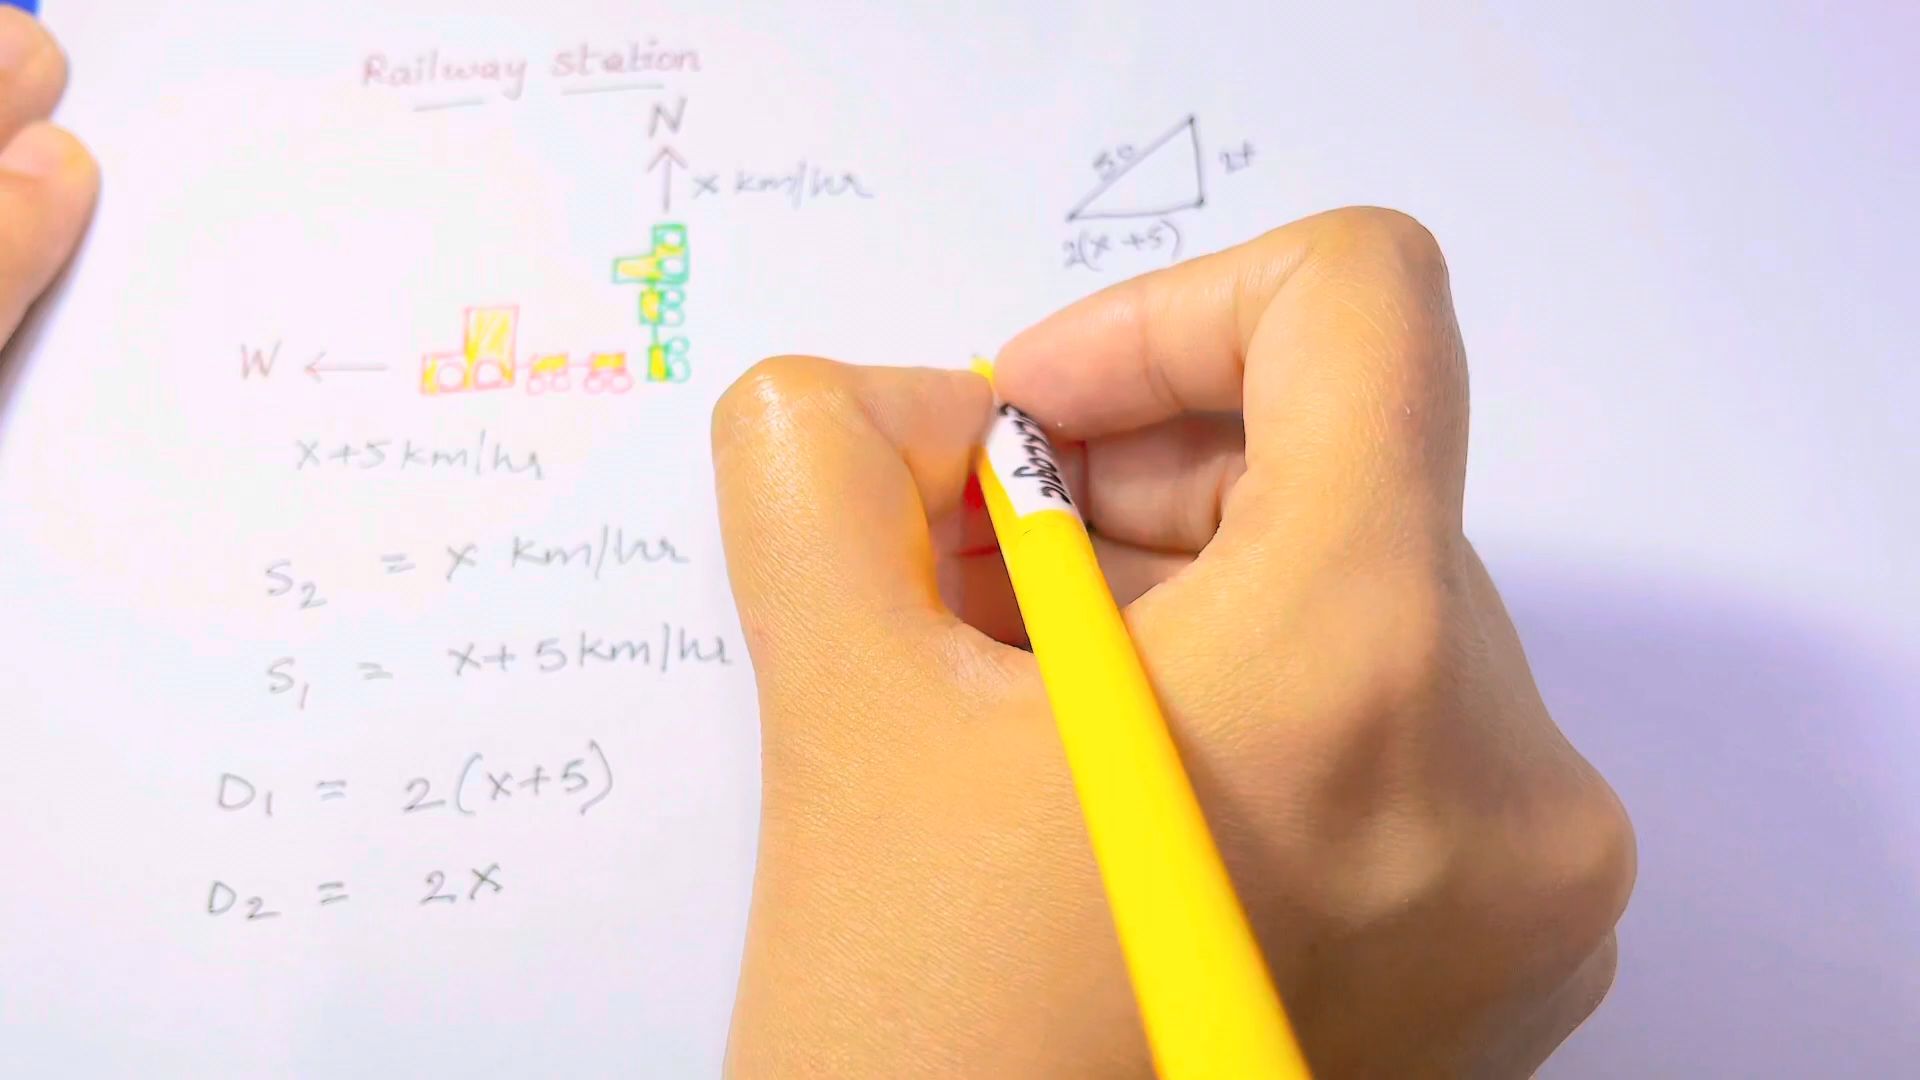 Railway station
N
x km/hr
50
2x
2(x+5)
W
x+5 km/hr
S2 = x km/hr
S1 = x+5 km/hr
D1 = 2(x+5)
D2 = 2x